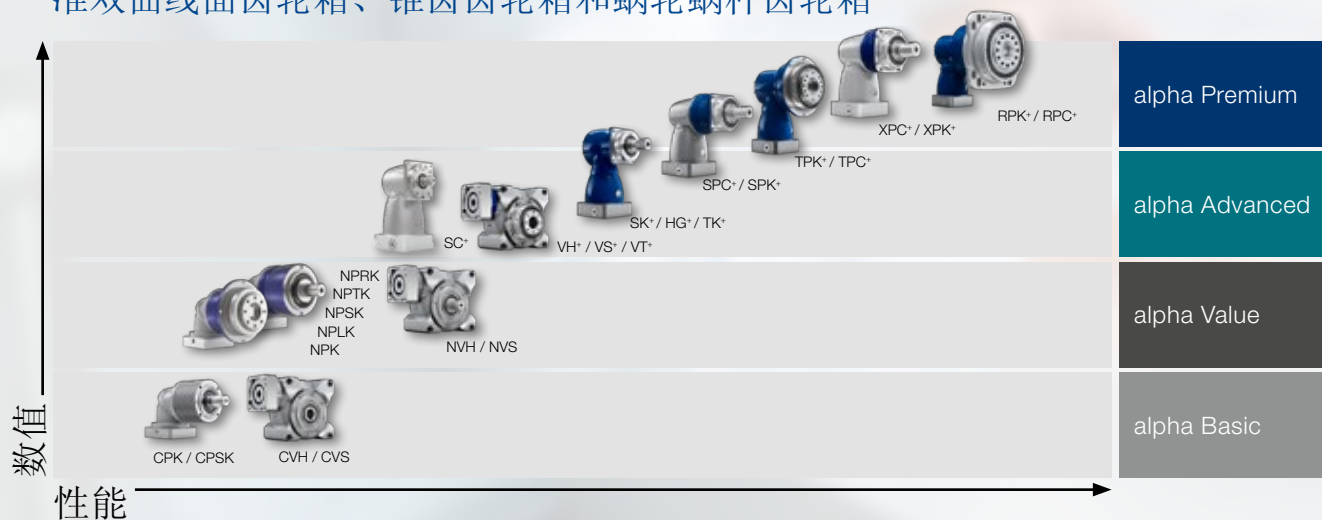 准双曲线面齿轮箱、锥齿齿轮箱和蜗轮蜗杆齿轮箱
alpha Premium
RPK⁺ / RPC⁺
XPC⁺ / XPK⁺
TPK⁺ / TPC⁺
SPC⁺ / SPK⁺
alpha Advanced
SK⁺ / HG⁺ / TK⁺
SC⁺
VH⁺ / VS⁺ / VT⁺
NPRK
NPTK
NPSK
NPLK
NPK
NVH / NVS
alpha Value
CPK / CPSK
CVH / CVS
alpha Basic
数值
性能